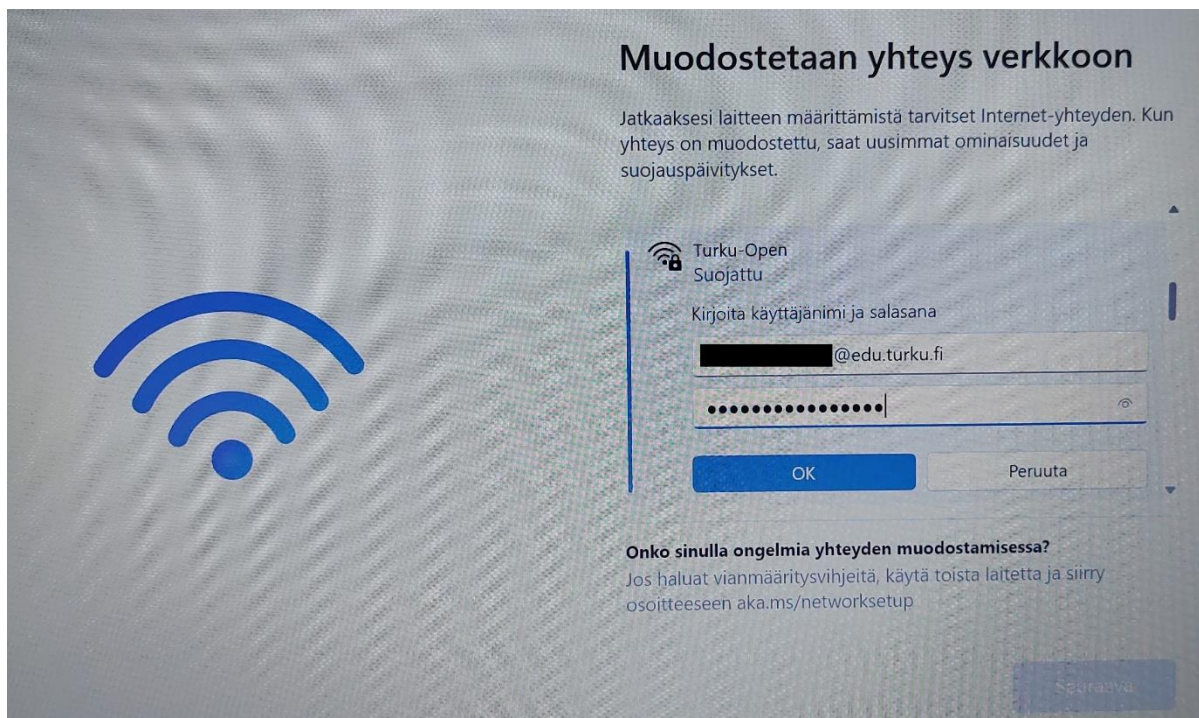 Muodostetaan yhteys verkkoon
Jatkaaksesi laitteen määrittämistä tarvitset Internet-yhteyden. Kun
yhteys on muodostettu, saat uusimmat ominaisuudet ja
suojauspäivitykset.
Turku-Open
Suojattu
Kirjoita käyttäjänimi ja salasana
@edu.turku.fi
••••••••••••••••
OK Peruuta
Onko sinulla ongelmia yhteyden muodostamisessa?
Jos haluat vianmääritysvihjeitä, käytä toista laitetta ja siirry
osoitteeseen aka.ms/networksetup
Seuraava